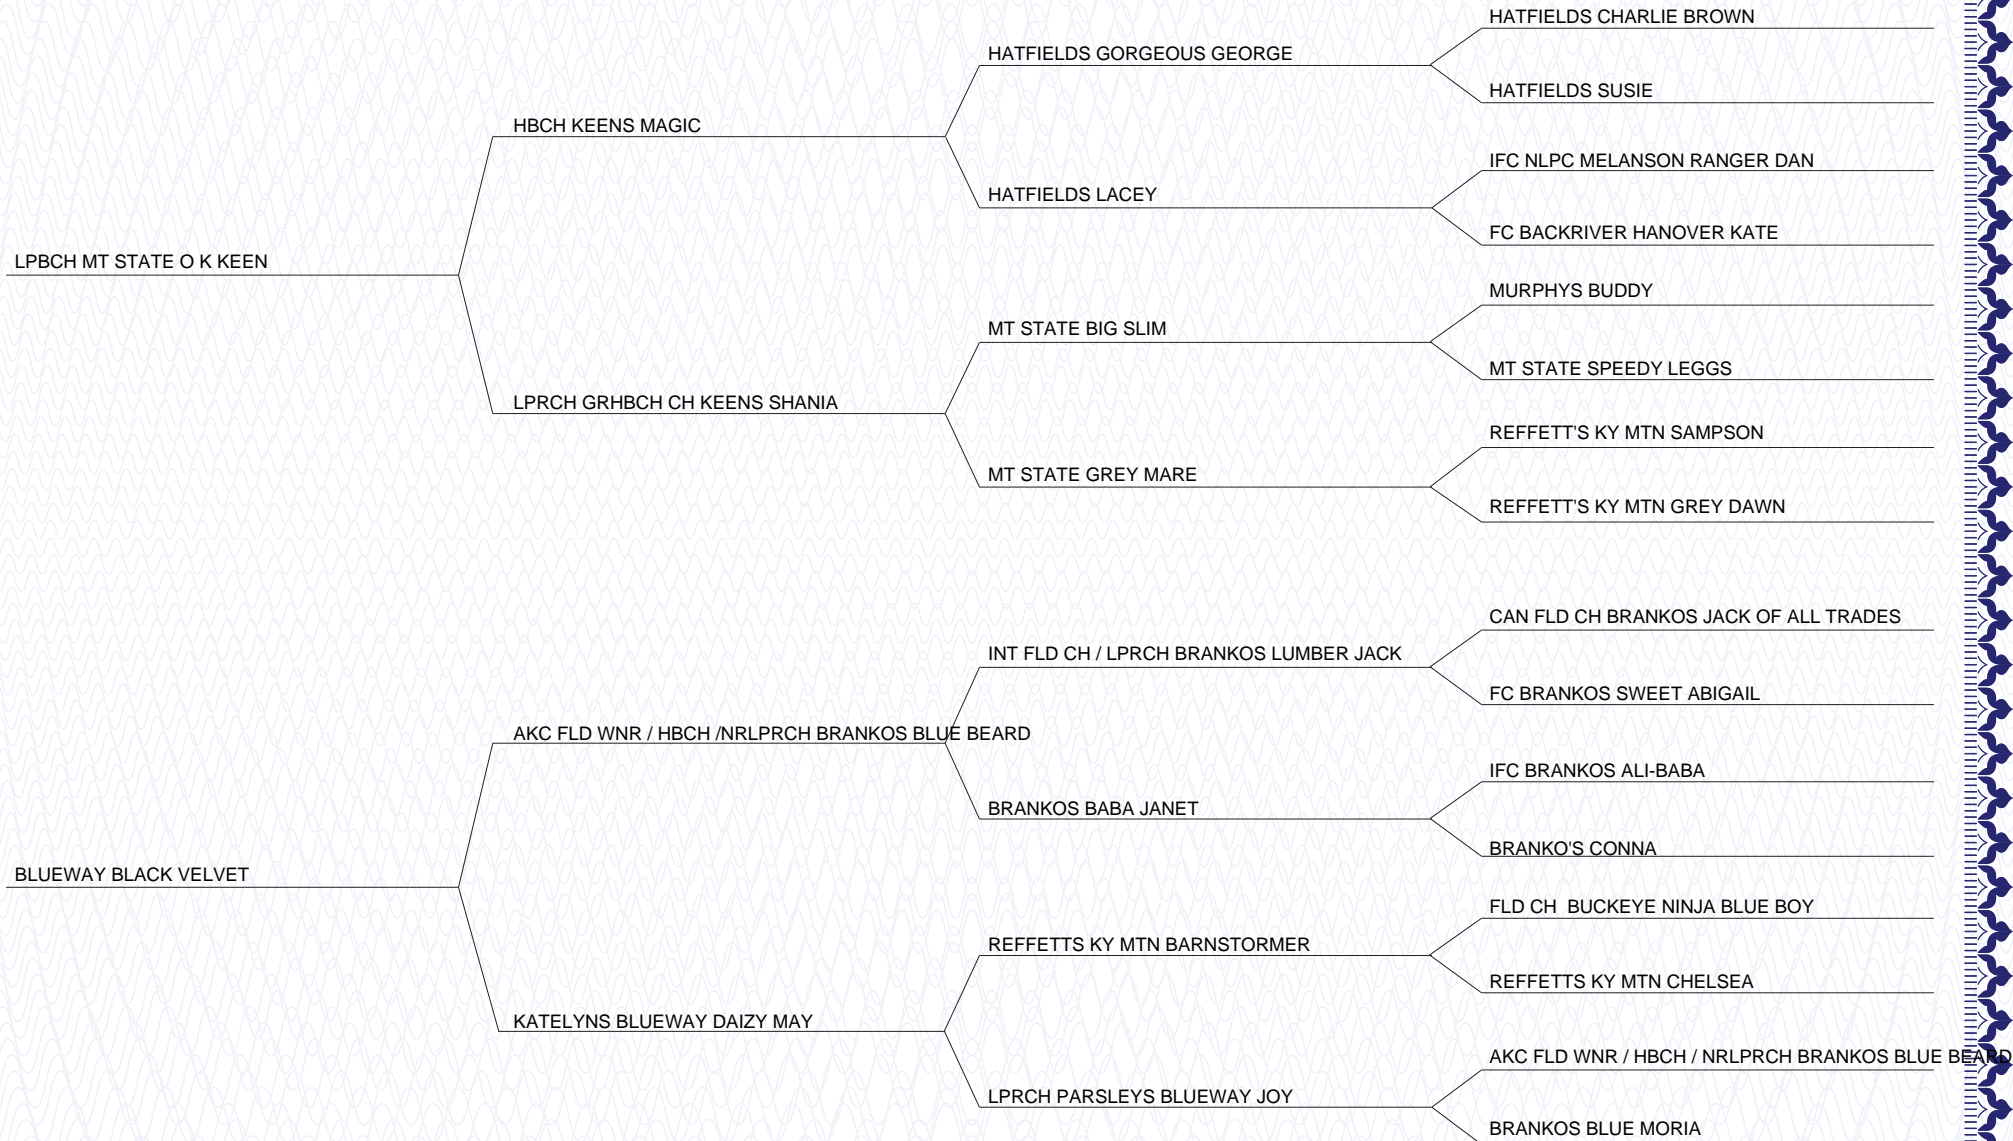 HATFIELDS CHARLIE BROWN
HATFIELDS GORGEOUS GEORGE
HATFIELDS SUSIE
HBCH KEENS MAGIC
IFC NLPC MELANSON RANGER DAN
HATFIELDS LACEY
FC BACKRIVER HANOVER KATE
LPBCH MT STATE O K KEEN
MURPHYS BUDDY
MT STATE BIG SLIM
MT STATE SPEEDY LEGGS
LPRCH GRHBCH CH KEENS SHANIA
REFFETT'S KY MTN SAMPSON
MT STATE GREY MARE
REFFETT'S KY MTN GREY DAWN
CAN FLD CH BRANKOS JACK OF ALL TRADES
INT FLD CH / LPRCH BRANKOS LUMBER JACK
FC BRANKOS SWEET ABIGAIL
AKC FLD WNR / HBCH /NRLPRCH BRANKOS BLUE BEARD
IFC BRANKOS ALI-BABA
BRANKOS BABA JANET
BRANKO'S CONNA
BLUEWAY BLACK VELVET
FLD CH  BUCKEYE NINJA BLUE BOY
REFFETTS KY MTN BARNSTORMER
REFFETTS KY MTN CHELSEA
KATELYNS BLUEWAY DAIZY MAY
AKC FLD WNR / HBCH / NRLPRCH BRANKOS BLUE BEARD
LPRCH PARSLEYS BLUEWAY JOY
BRANKOS BLUE MORIA